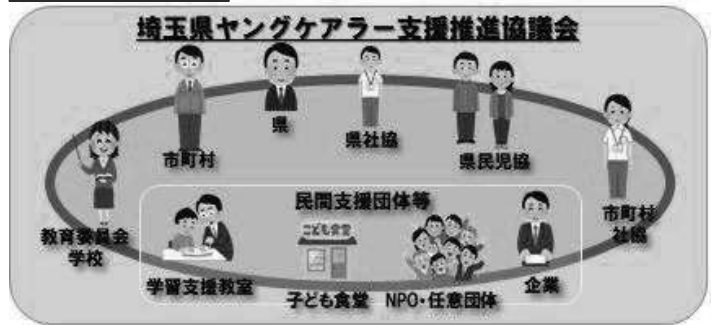 埼玉県ヤングケアラー支援推進協議会
県
市町村
県社協
県民児協
教育委員会
学校
市町村
社協
民間支援団体等
こども食堂
学習支援教室
子ども食堂
NPO・任意団体
企業